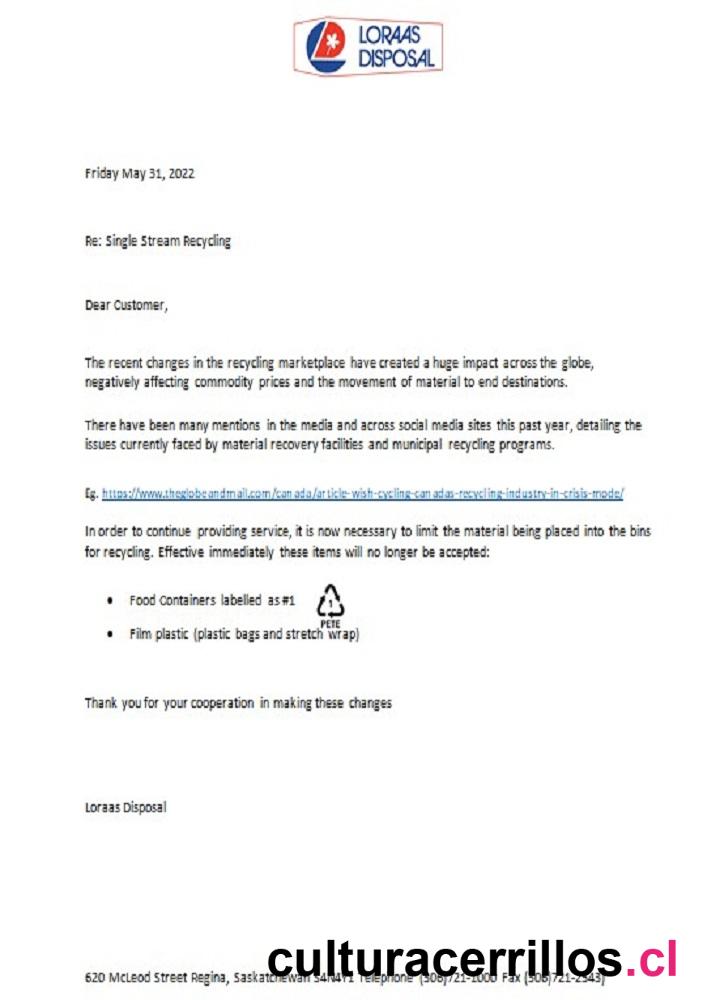 LORAAS
DISPOSAL
Friday May 31, 2022
Re: Single Stream Recycling
Dear Customer,
The recent changes in the recycling marketplace have created a huge impact across the globe,
negatively affecting commodity prices and the movement of material to end destinations.
There have been many mentions in the media and across social media sites this past year, detailing the
issues currently faced by material recovery facilities and municipal recycling programs.
Eg. https://www.theglobeandmail.com/canada/article-wish-cycling-canadas-recycling-industry-in-crisis-mode/
In order to continue providing service, it is now necessary to limit the material being placed into the bins
for recycling. Effective immediately these items will no longer be accepted:
• Food Containers labelled as #1
1
PETE
• Film plastic (plastic bags and stretch wrap)
Thank you for your cooperation in making these changes
Loraas Disposal
culturacerrillos.cl
620 McLeod Street Regina, Saskatchewan S4N4Y1 Telephone (306)721-1000 Fax (306)721-2543